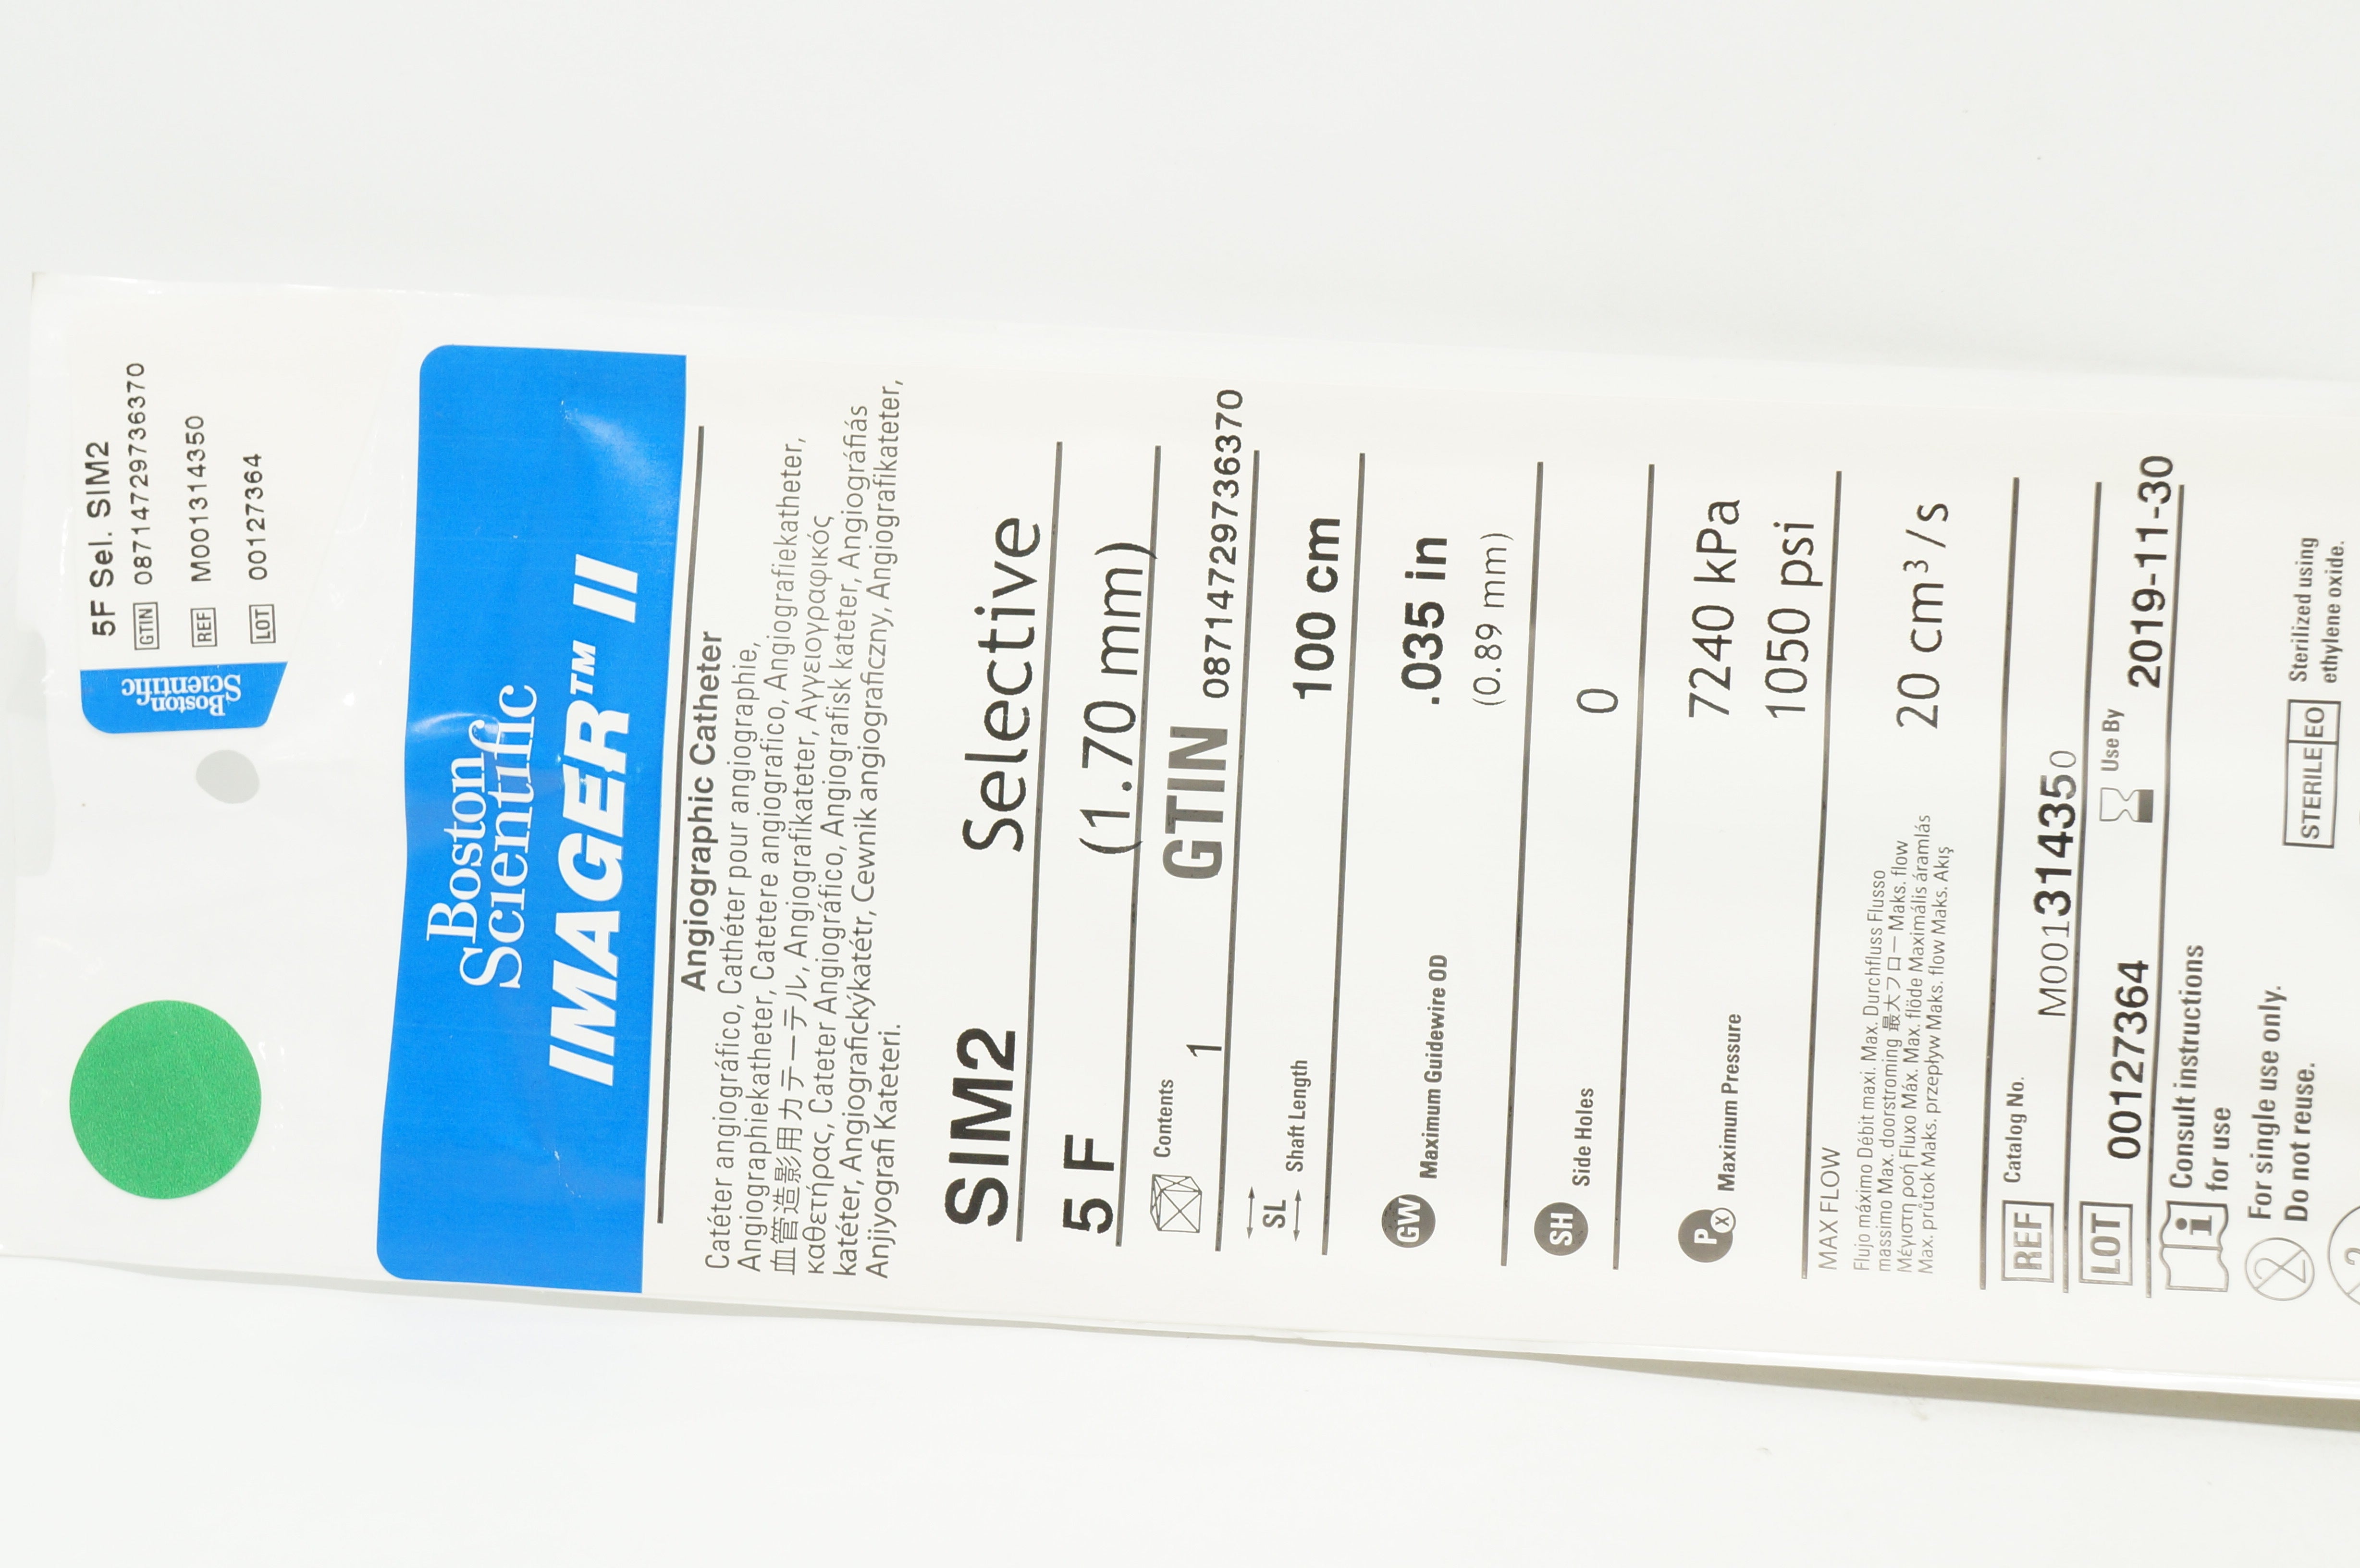 5F Sel. SIM2
GTIN 08714729736370
REF M001314350
LOT 00127364
Boston
Scientific
Boston
Scientific
IMAGER™ II
Angiographic Catheter
Catéter angiográfico, Cathéter pour angiographie,
Angiographiekatheter, Catetere angiografico, Angiografiekatheter,
血管造影用カテーテル, Angiografikateter, Αγγειογραφικός
καθετήρας, Cateter Angiográfico, Angiografisk kateter, Angiográfiás
katéter, Angiografickýkatétr, Cewnik angiograficzny, Angiografikateter,
Anjiyografi Kateteri.
SIM2 Selective
5 F (1.70 mm)
Contents 1 GTIN 08714729736370
SL Shaft Length 100 cm
GW Maximum Guidewire OD .035 in
(0.89 mm)
SH Side Holes 0
Px Maximum Pressure 7240 kPa
1050 psi
MAX FLOW
Flujo máximo Débit maxi. Max. Durchfluss Flusso
massimo Max. doorstroming 最大フロー Maks. flow
Μέγιστη ροή Fluxo Máx. Max. flöde Maximális áramlás
Max. průtok Maks. przepływ Maks. flow Maks. Akış
20 cm³/s
REF Catalog No. M001314350
LOT 00127364 Use By 2019-11-30
Consult instructions
for use
For single use only.
Do not reuse.
STERILE EO Sterilized using
ethylene oxide.
2